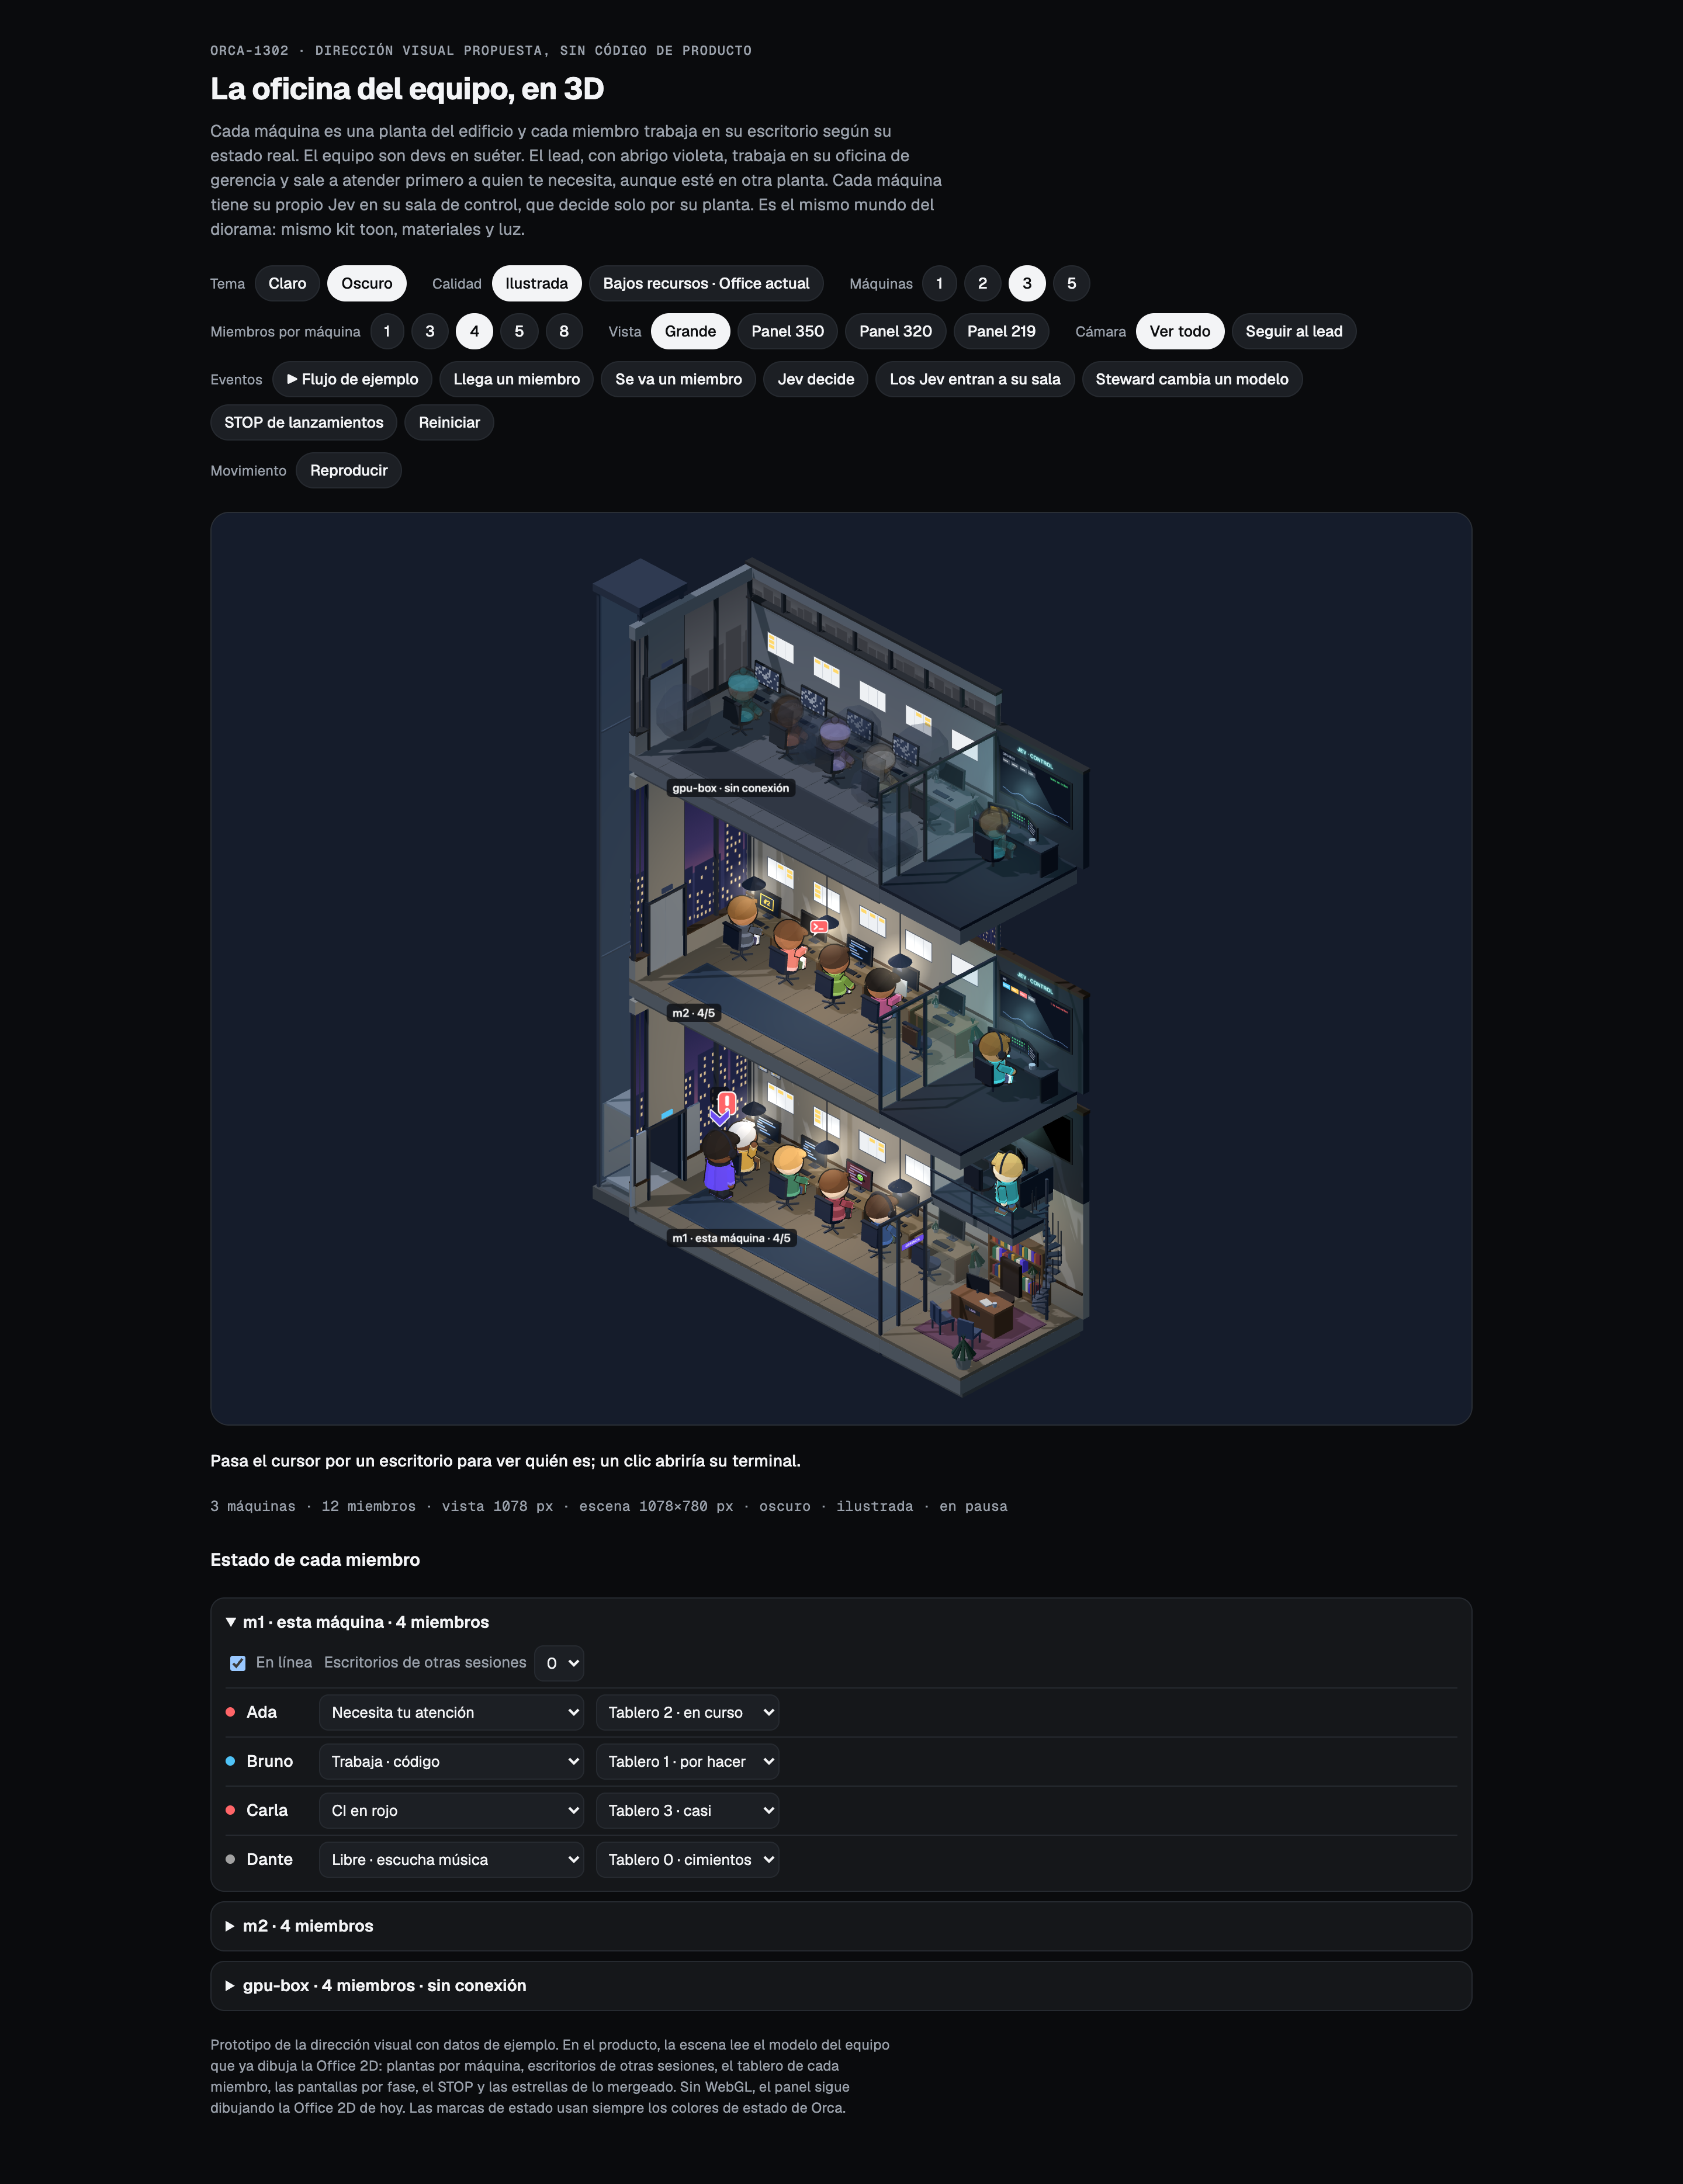 ORCA-1302 · DIRECCIÓN VISUAL PROPUESTA, SIN CÓDIGO DE PRODUCTO
La oficina del equipo, en 3D
Cada máquina es una planta del edificio y cada miembro trabaja en su escritorio según su
estado real. El equipo son devs en suéter. El lead, con abrigo violeta, trabaja en su oficina de
gerencia y sale a atender primero a quien te necesita, aunque esté en otra planta. Cada máquina
tiene su propio Jev en su sala de control, que decide solo por su planta. Es el mismo mundo del
diorama: mismo kit toon, materiales y luz.
Tema Claro Oscuro Calidad Ilustrada Bajos recursos · Office actual Máquinas 1 2 3 5
Miembros por máquina 1 3 4 5 8 Vista Grande Panel 350 Panel 320 Panel 219 Cámara Ver todo Seguir al lead
Eventos ▶ Flujo de ejemplo Llega un miembro Se va un miembro Jev decide Los Jev entran a su sala Steward cambia un modelo
STOP de lanzamientos Reiniciar
Movimiento Reproducir
JEV · CONTROL
gpu-box · sin conexión
JEV · CONTROL
m2 · 4/5
m1 · esta máquina · 4/5
Pasa el cursor por un escritorio para ver quién es; un clic abriría su terminal.
3 máquinas · 12 miembros · vista 1078 px · escena 1078×780 px · oscuro · ilustrada · en pausa
Estado de cada miembro
▼ m1 · esta máquina · 4 miembros
En línea Escritorios de otras sesiones 0
Ada Necesita tu atención Tablero 2 · en curso
Bruno Trabaja · código Tablero 1 · por hacer
Carla CI en rojo Tablero 3 · casi
Dante Libre · escucha música Tablero 0 · cimientos
▶ m2 · 4 miembros
▶ gpu-box · 4 miembros · sin conexión
Prototipo de la dirección visual con datos de ejemplo. En el producto, la escena lee el modelo del equipo
que ya dibuja la Office 2D: plantas por máquina, escritorios de otras sesiones, el tablero de cada
miembro, las pantallas por fase, el STOP y las estrellas de lo mergeado. Sin WebGL, el panel sigue
dibujando la Office 2D de hoy. Las marcas de estado usan siempre los colores de estado de Orca.